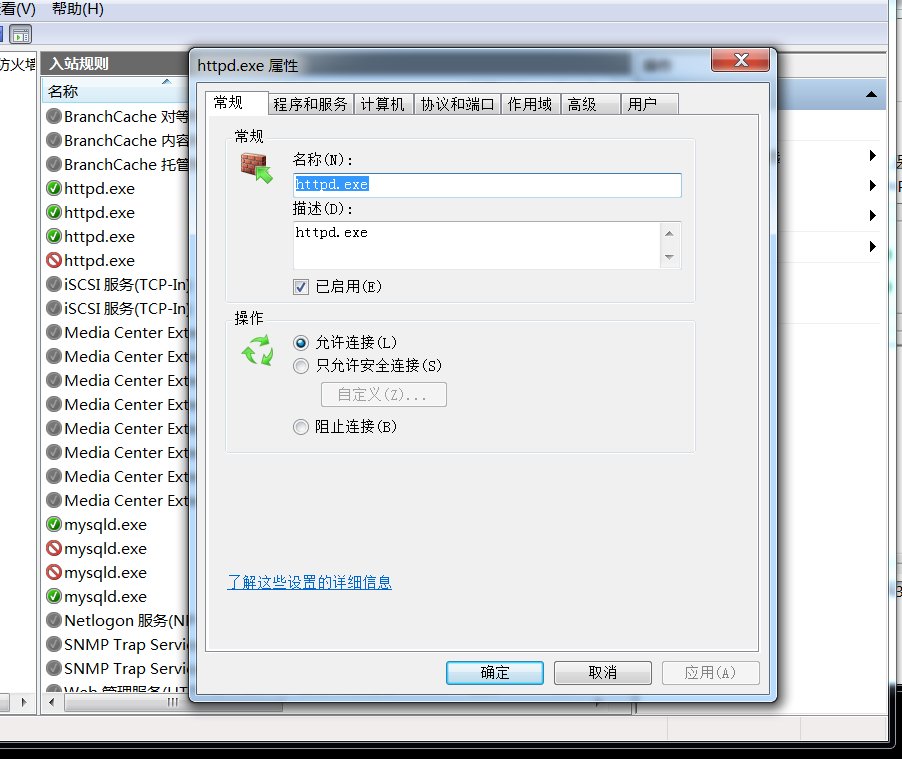 看(V) 帮助(H)
防火墙
入站规则
名称
BranchCache 对等
BranchCache 内容
BranchCache 托管
httpd.exe
httpd.exe
httpd.exe
httpd.exe
iSCSI 服务(TCP-In)
iSCSI 服务(TCP-In)
Media Center Ext
Media Center Ext
Media Center Ext
Media Center Ext
Media Center Ext
Media Center Ext
Media Center Ext
Media Center Ext
mysqld.exe
mysqld.exe
mysqld.exe
mysqld.exe
Netlogon 服务(NP
SNMP Trap Servi
SNMP Trap Servi
Web 管理服务(HT
httpd.exe 属性
常规 程序和服务 计算机 协议和端口 作用域 高级 用户
常规
名称(N):
httpd.exe
描述(D):
httpd.exe
已启用(E)
操作
允许连接(L)
只允许安全连接(S)
自定义(Z)...
阻止连接(B)
了解这些设置的详细信息
确定 取消 应用(A)